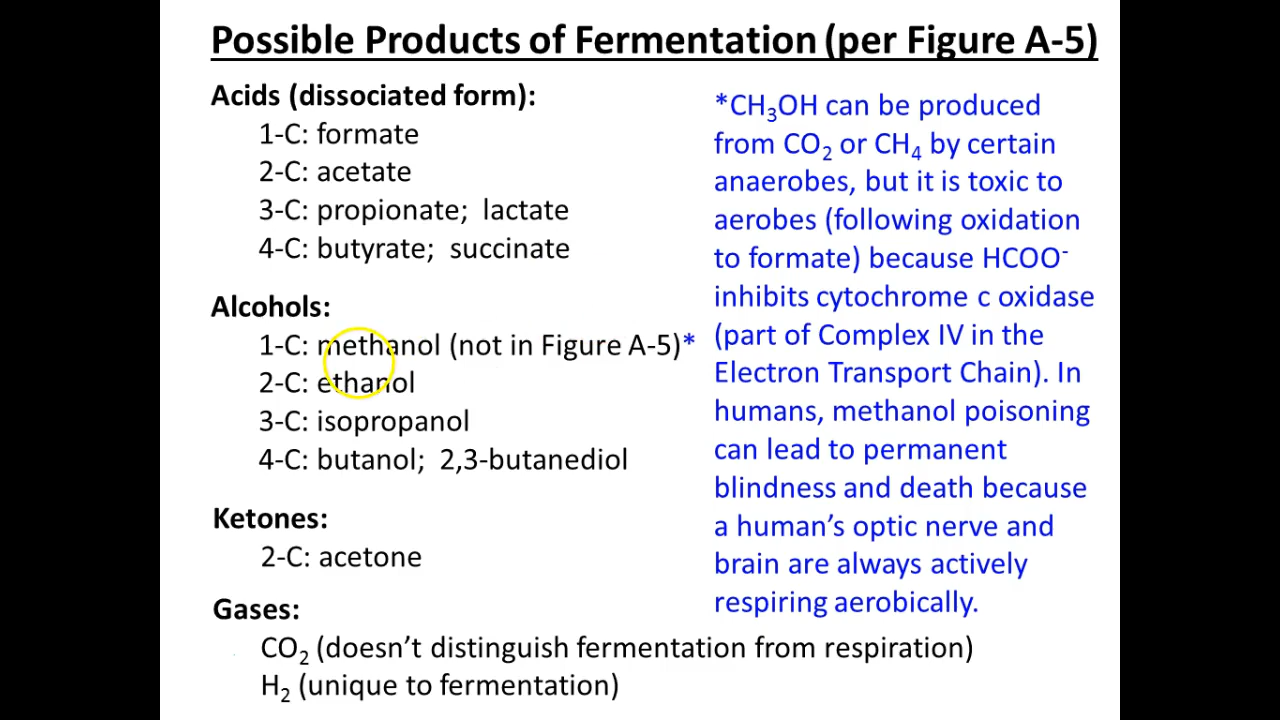 Possible Products of Fermentation (per Figure A-5)
Acids (dissociated form):
1-C: formate
2-C: acetate
3-C: propionate; lactate
4-C: butyrate; succinate
Alcohols:
1-C: methanol (not in Figure A-5)*
2-C: ethanol
3-C: isopropanol
4-C: butanol; 2,3-butanediol
Ketones:
2-C: acetone
Gases:
CO₂ (doesn’t distinguish fermentation from respiration)
H₂ (unique to fermentation)
*CH₃OH can be produced
from CO₂ or CH₄ by certain
anaerobes, but it is toxic to
aerobes (following oxidation
to formate) because HCOO⁻
inhibits cytochrome c oxidase
(part of Complex IV in the
Electron Transport Chain). In
humans, methanol poisoning
can lead to permanent
blindness and death because
a human’s optic nerve and
brain are always actively
respiring aerobically.